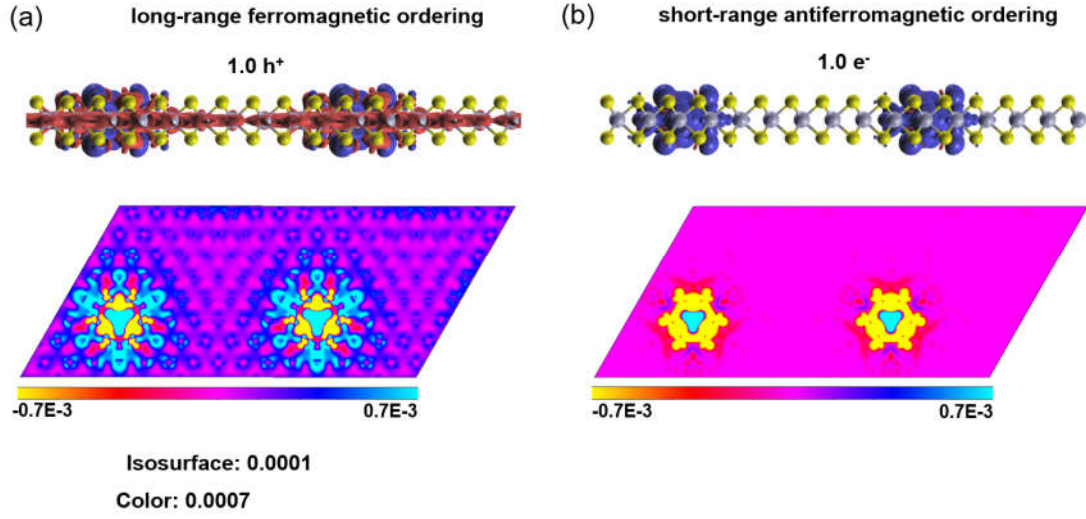 (a) long-range ferromagnetic ordering
1.0 h⁺
-0.7E-3 0.7E-3
Isosurface: 0.0001
Color: 0.0007
(b) short-range antiferromagnetic ordering
1.0 e⁻
-0.7E-3 0.7E-3